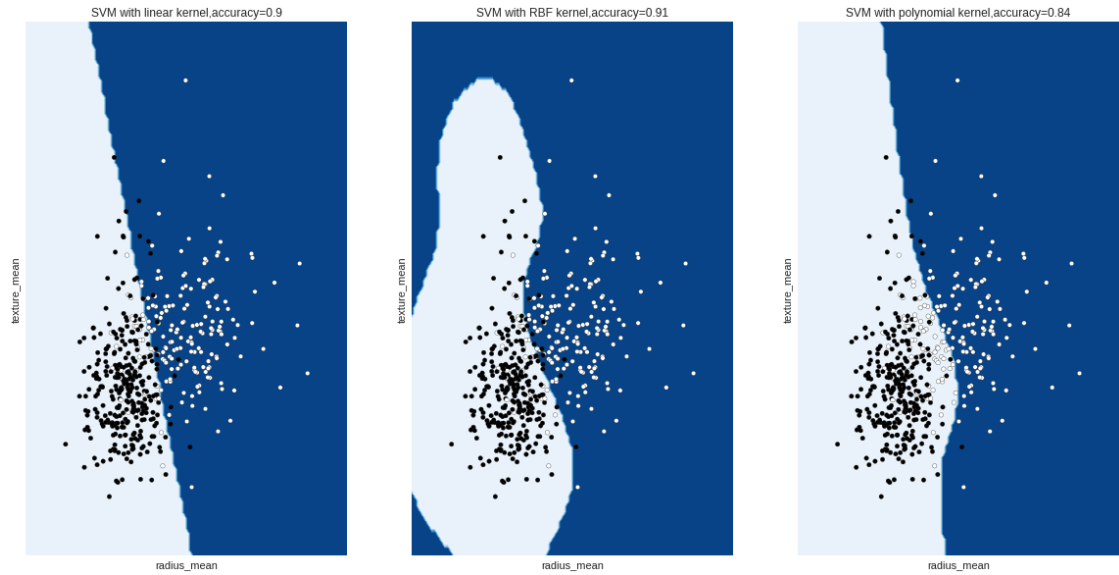 SVM with linear kernel,accuracy=0.9
texture_mean
radius_mean
SVM with RBF kernel,accuracy=0.91
texture_mean
radius_mean
SVM with polynomial kernel,accuracy=0.84
texture_mean
radius_mean